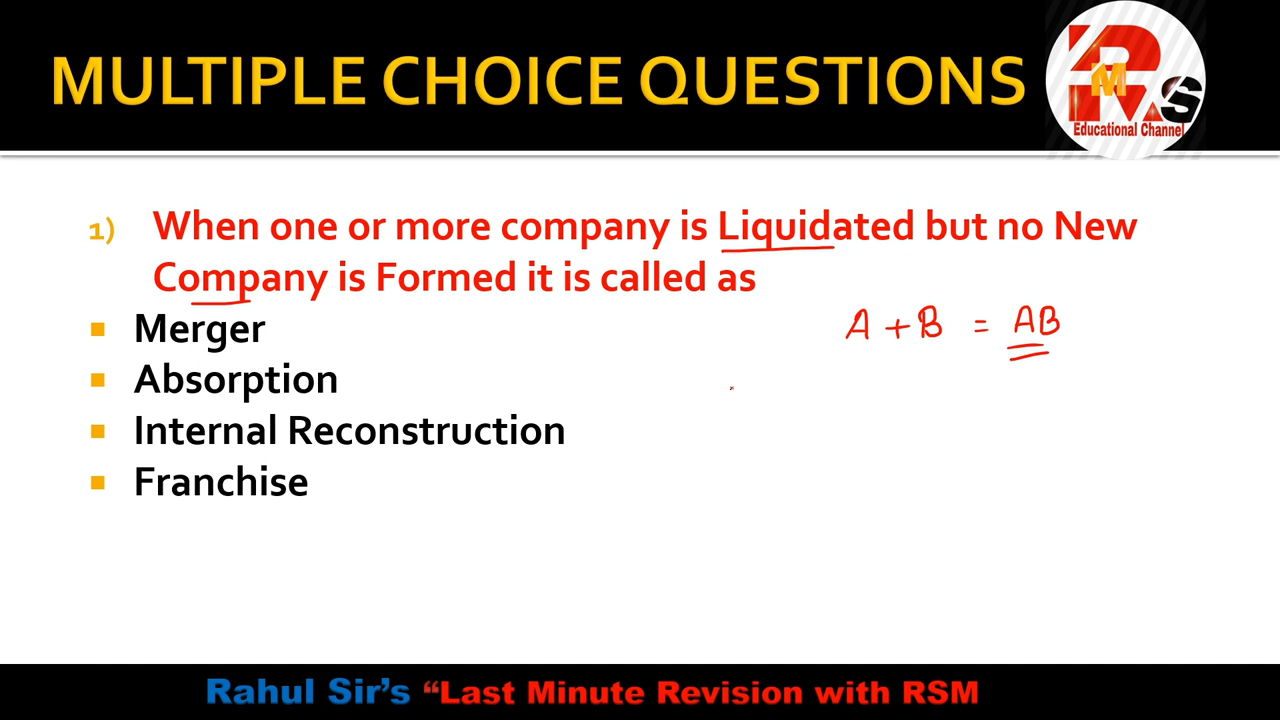 MULTIPLE CHOICE QUESTIONS
RMS
Educational Channel
1) When one or more company is Liquidated but no New
Company is Formed it is called as
A + B = AB
Merger
Absorption
Internal Reconstruction
Franchise
Rahul Sir's "Last Minute Revision with RSM